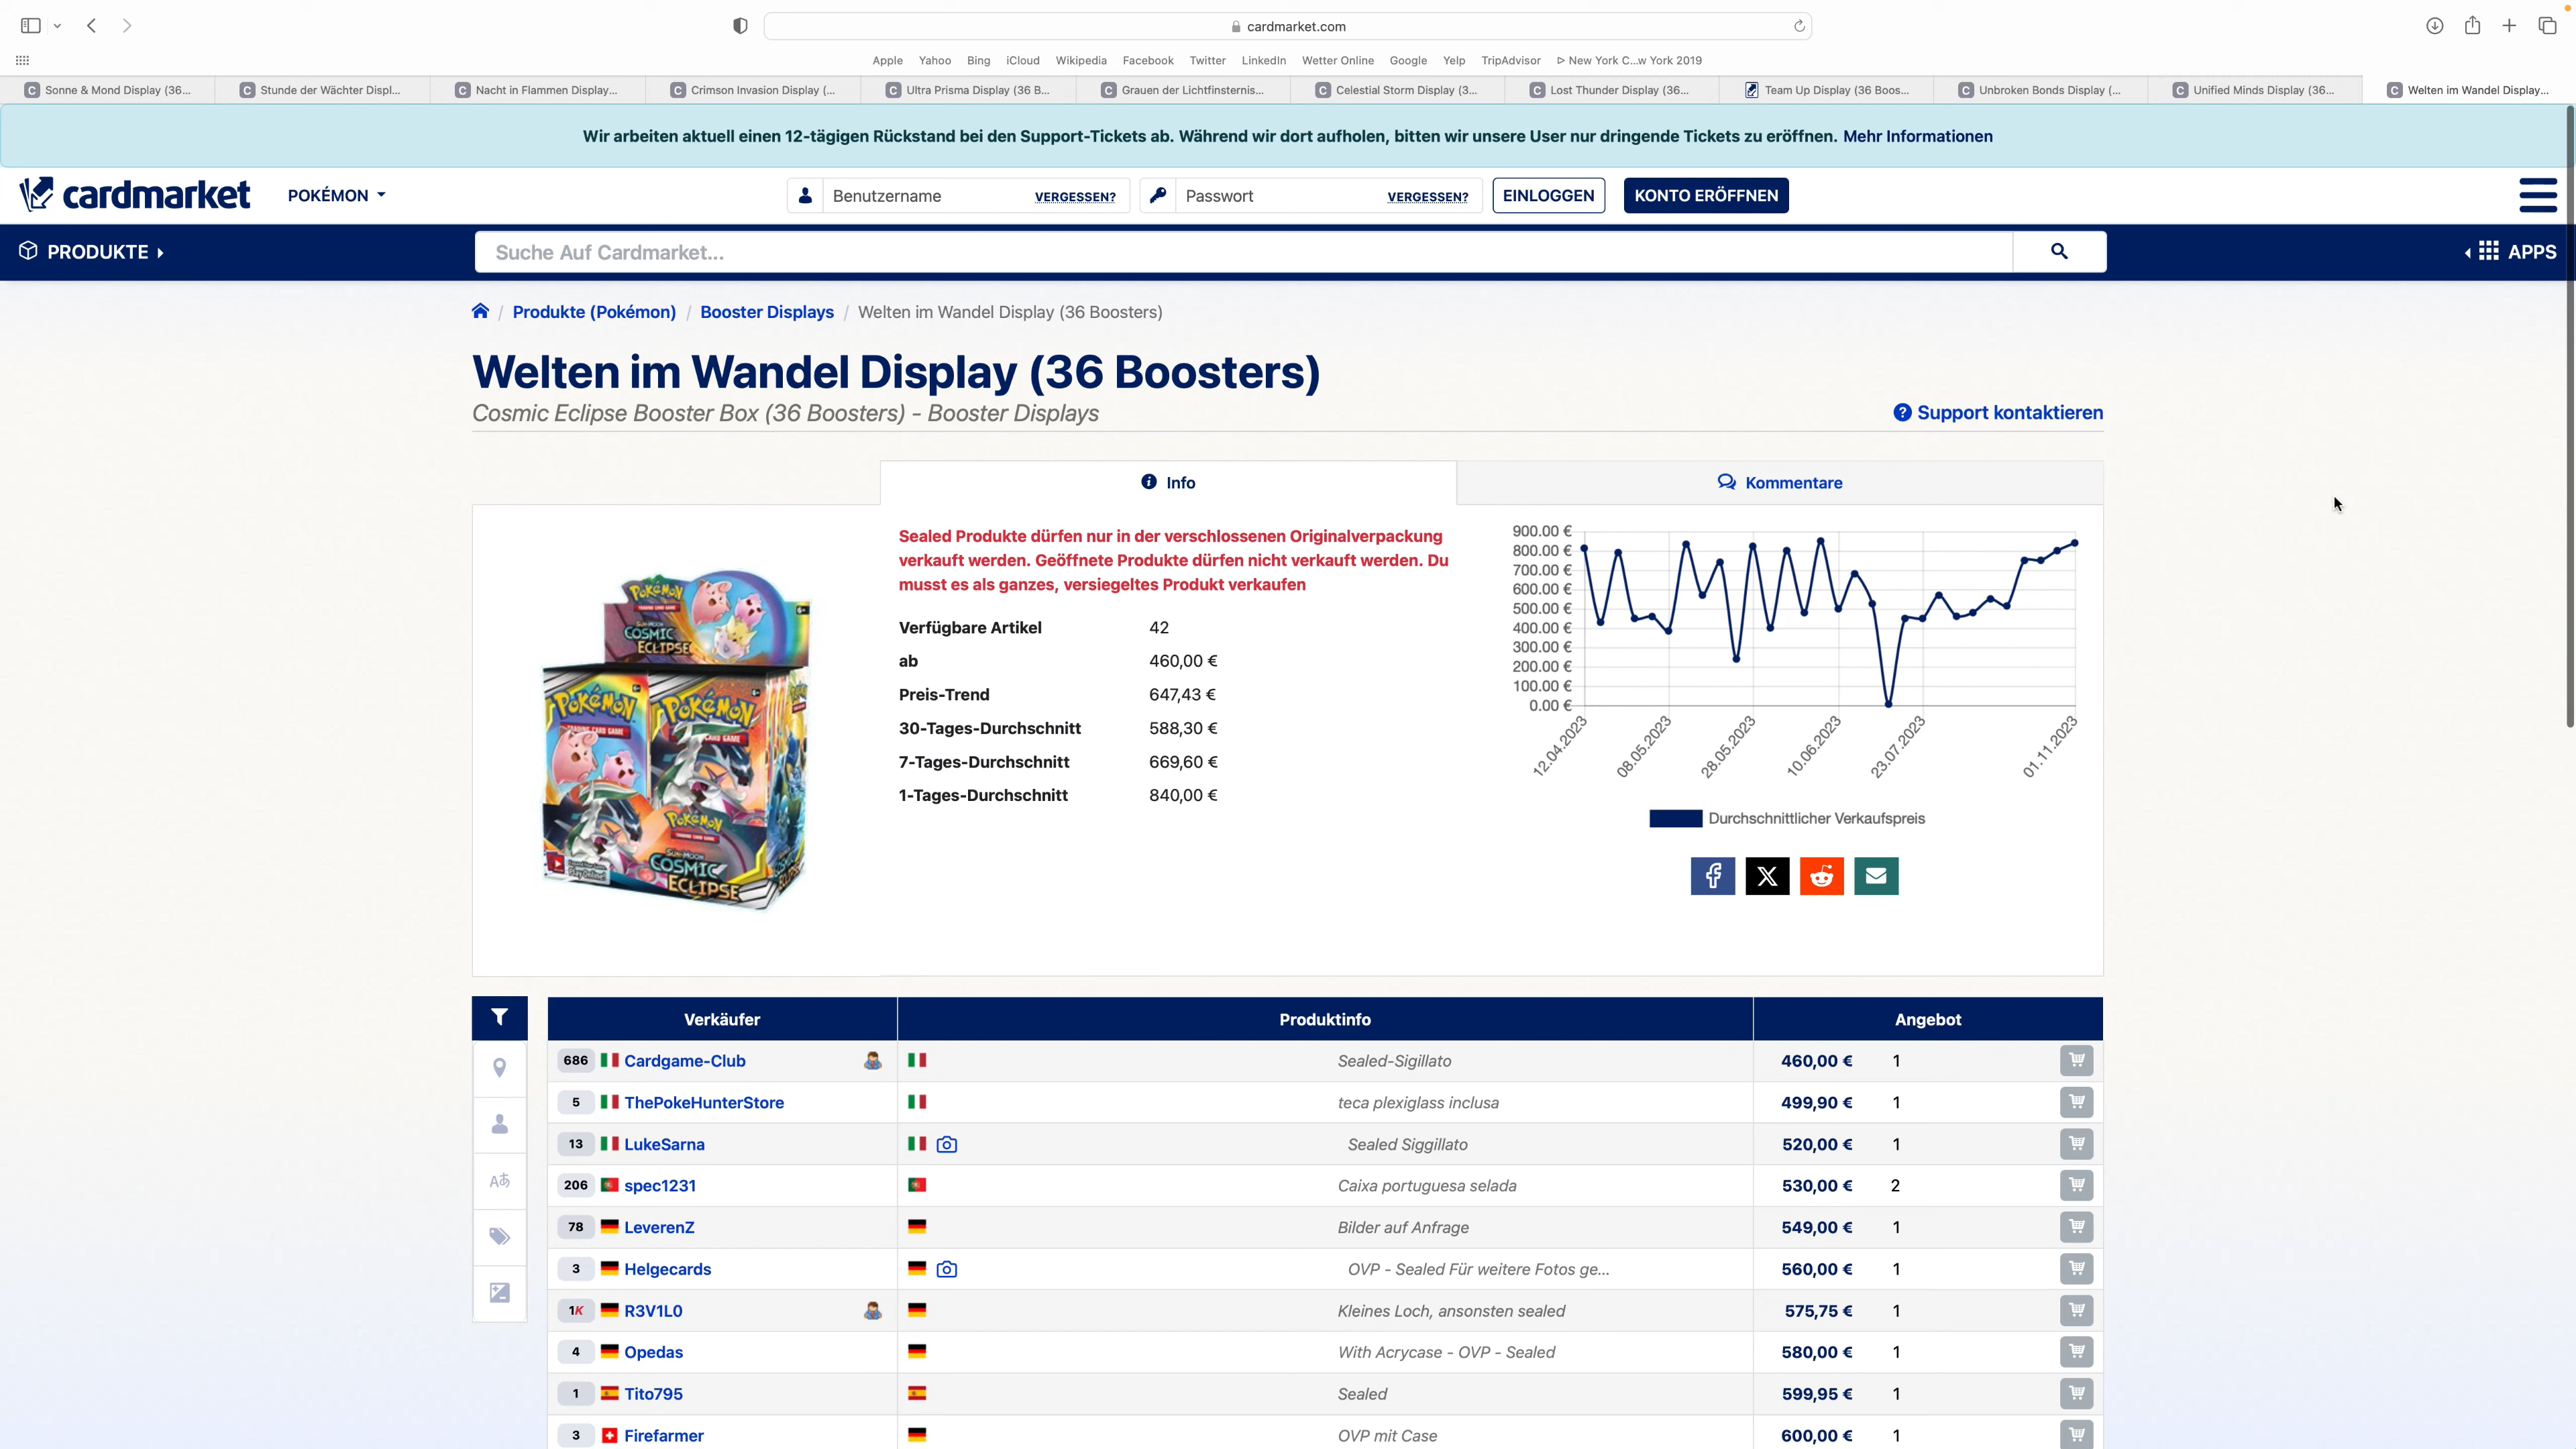 cardmarket.com
Apple Yahoo Bing iCloud Wikipedia Facebook Twitter LinkedIn Wetter Online Google Yelp TripAdvisor New York C...w York 2019
Sonne & Mond Display (36... Stunde der Wächter Displ... Nacht in Flammen Display... Crimson Invasion Display (... Ultra Prisma Display (36 B... Grauen der Lichtfinsternis... Celestial Storm Display (3... Lost Thunder Display (36... Team Up Display (36 Boos... Unbroken Bonds Display (... Unified Minds Display (36... Welten im Wandel Display...
Wir arbeiten aktuell einen 12-tägigen Rückstand bei den Support-Tickets ab. Während wir dort aufholen, bitten wir unsere User nur dringende Tickets zu eröffnen. Mehr Informationen
cardmarket POKÉMON Benutzername VERGESSEN? Passwort VERGESSEN? EINLOGGEN KONTO ERÖFFNEN
PRODUKTE Suche Auf Cardmarket... APPS
/ Produkte (Pokémon) / Booster Displays / Welten im Wandel Display (36 Boosters)
Welten im Wandel Display (36 Boosters)
Cosmic Eclipse Booster Box (36 Boosters) - Booster Displays
Support kontaktieren
Info Kommentare
Sealed Produkte dürfen nur in der verschlossenen Originalverpackung
verkauft werden. Geöffnete Produkte dürfen nicht verkauft werden. Du
musst es als ganzes, versiegeltes Produkt verkaufen
Verfügbare Artikel 42
ab 460,00 €
Preis-Trend 647,43 €
30-Tages-Durchschnitt 588,30 €
7-Tages-Durchschnitt 669,60 €
1-Tages-Durchschnitt 840,00 €
POKÉMON
COSMIC
ECLIPSE
POKÉMON POKÉMON
POKÉMON
SUN & MOON
COSMIC
ECLIPSE
900.00 €
800.00 €
700.00 €
600.00 €
500.00 €
400.00 €
300.00 €
200.00 €
100.00 €
0.00 €
12.04.2023 08.05.2023 28.05.2023 10.06.2023 23.07.2023 01.11.2023
Durchschnittlicher Verkaufspreis
Verkäufer Produktinfo Angebot
686 Cardgame-Club Sealed-Sigillato 460,00 € 1
5 ThePokeHunterStore teca plexiglass inclusa 499,90 € 1
13 LukeSarna Sealed Siggillato 520,00 € 1
206 spec1231 Caixa portuguesa selada 530,00 € 2
78 LeverenZ Bilder auf Anfrage 549,00 € 1
3 Helgecards OVP - Sealed Für weitere Fotos ge... 560,00 € 1
1K R3V1L0 Kleines Loch, ansonsten sealed 575,75 € 1
4 Opedas With Acrycase - OVP - Sealed 580,00 € 1
1 Tito795 Sealed 599,95 € 1
3 Firefarmer OVP mit Case 600,00 € 1